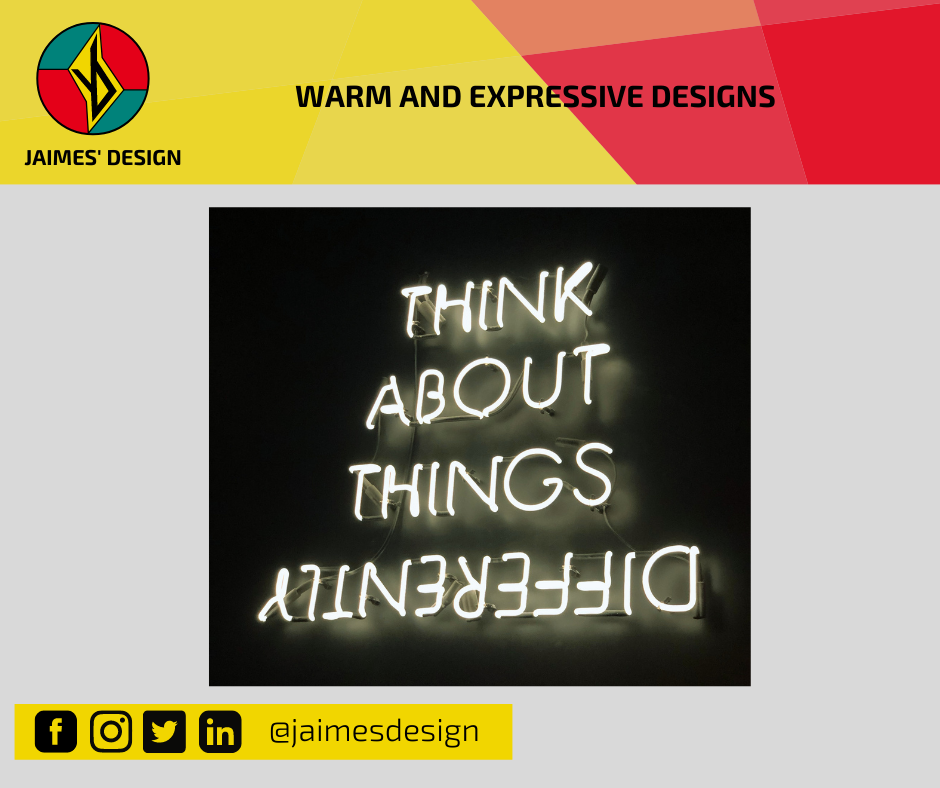 WARM AND EXPRESSIVE DESIGNS
JAIMES' DESIGN
THINK
ABOUT
THINGS
DIFFERENTLY
@jaimesdesign